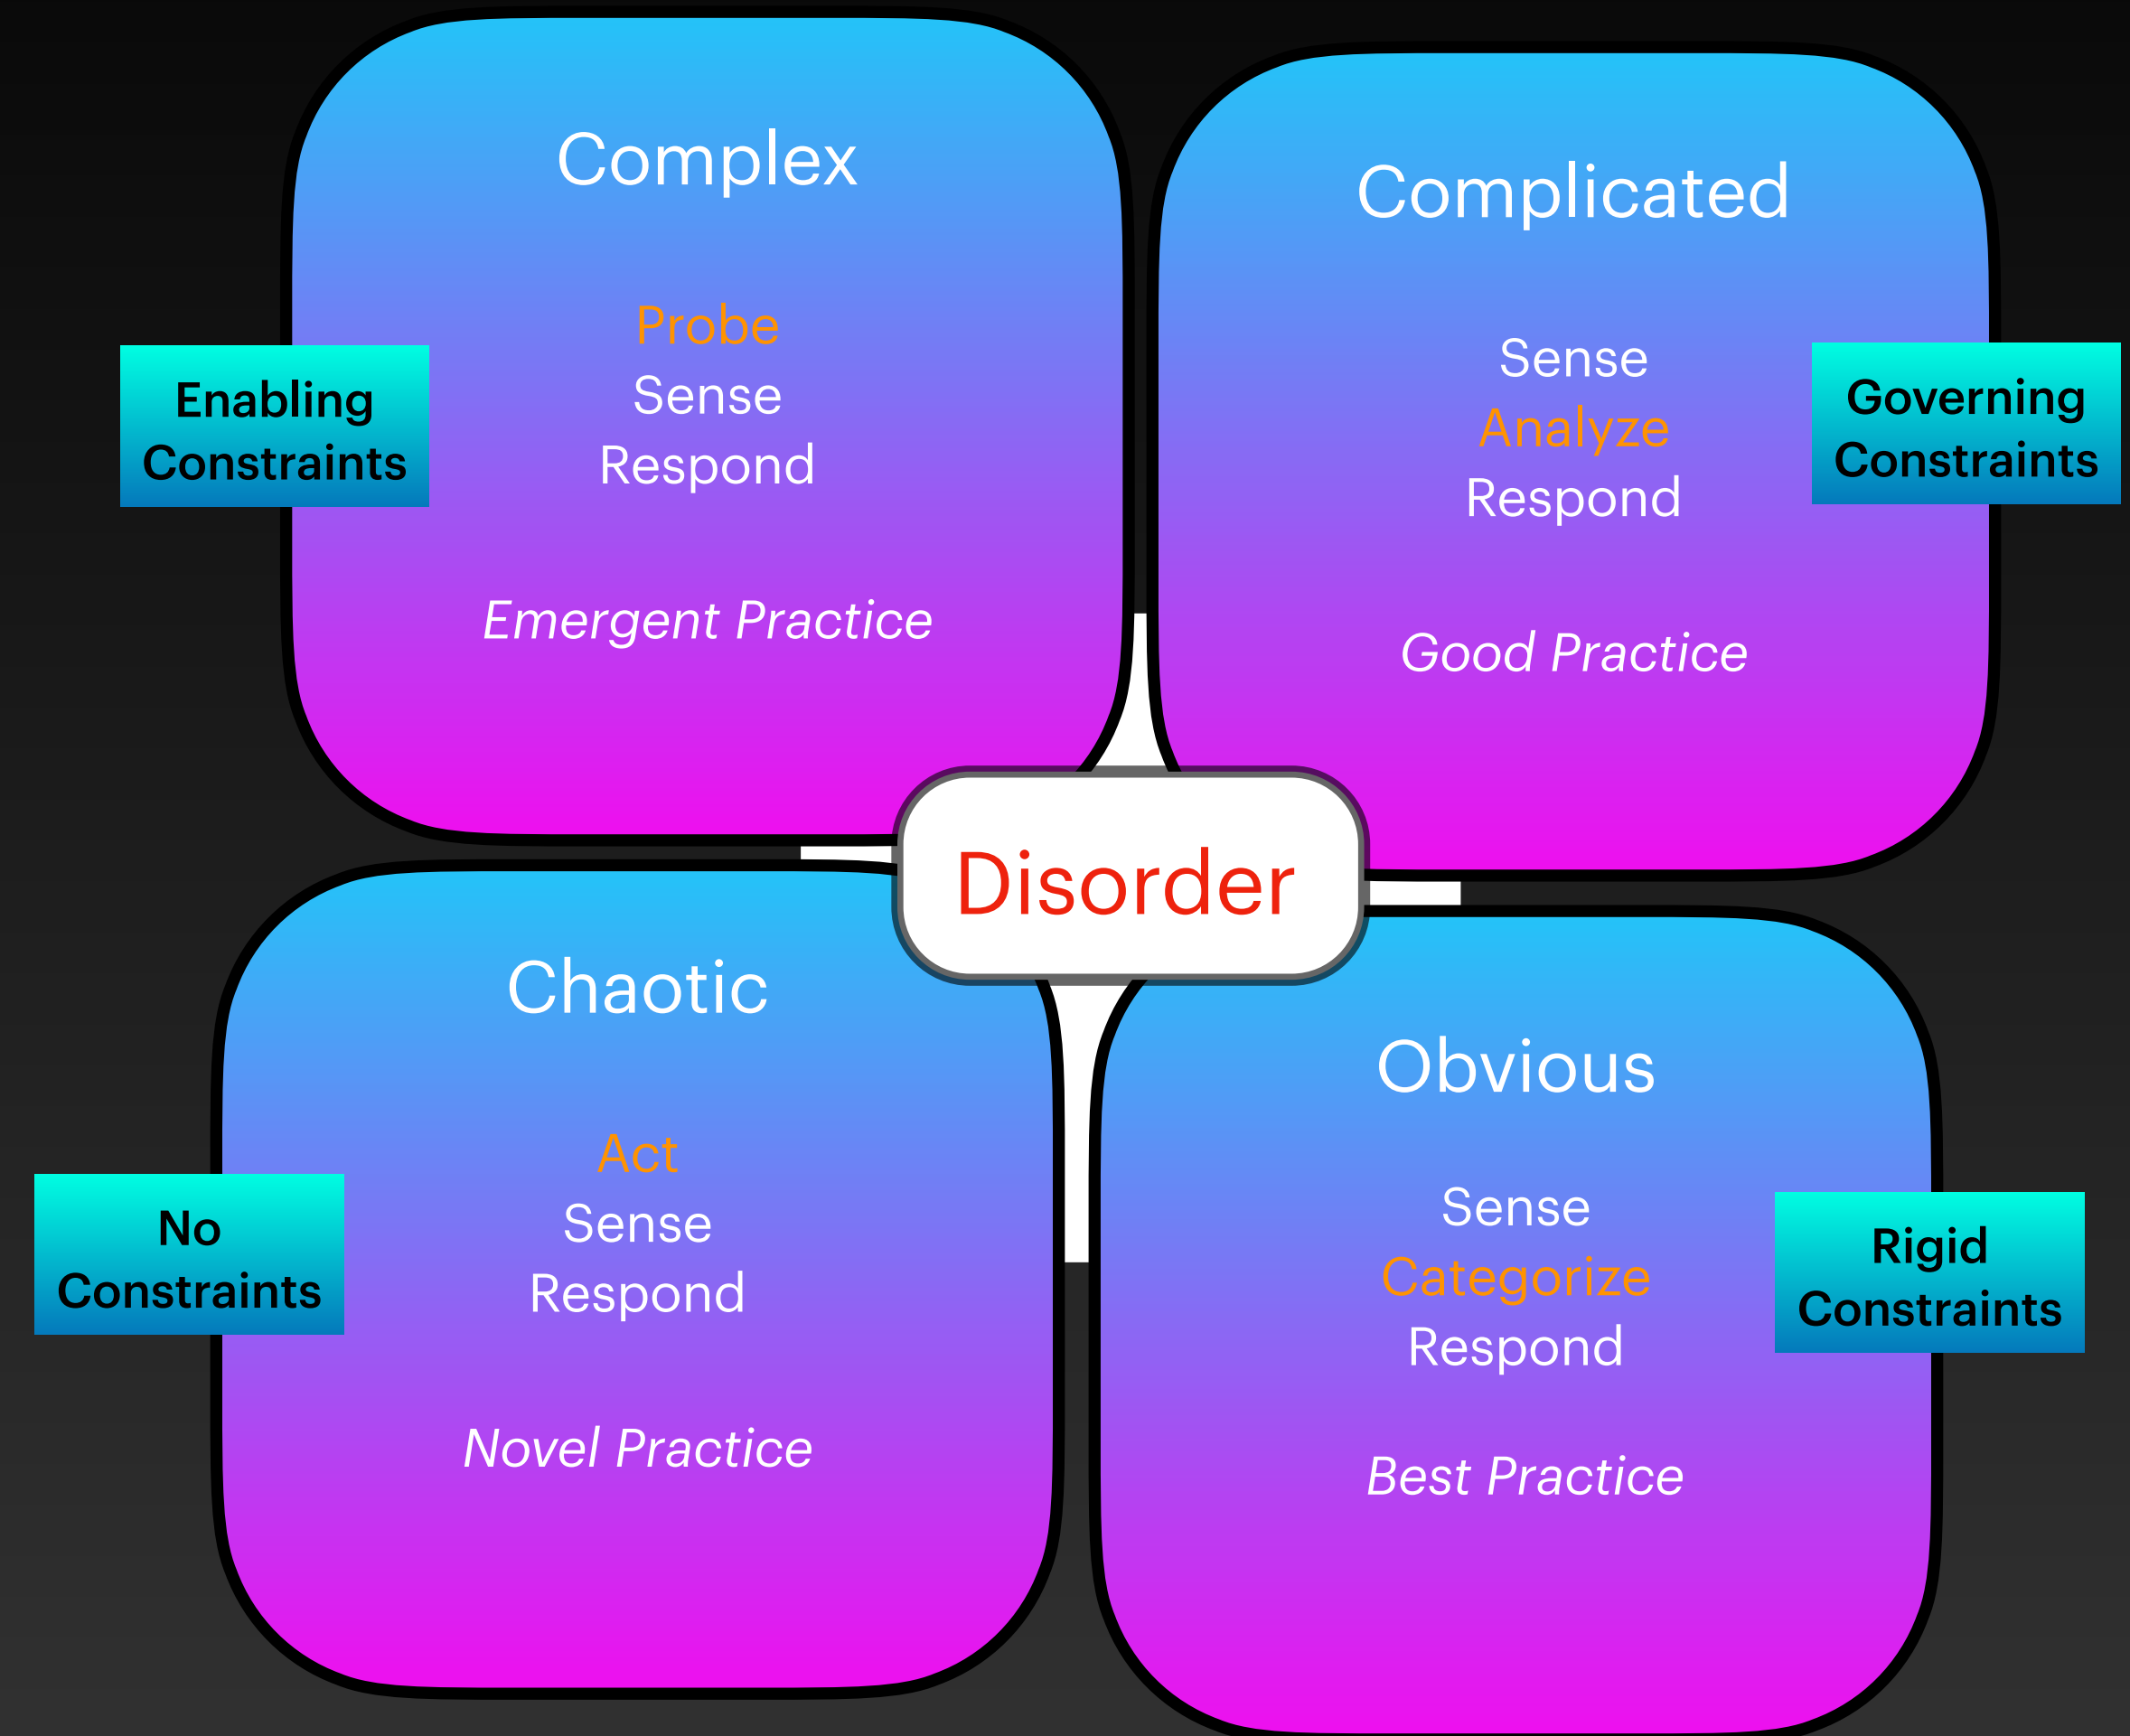 Complex
Probe
Sense
Respond
Emergent Practice
Enabling
Constraints
Complicated
Sense
Analyze
Respond
Good Practice
Governing
Constraints
Disorder
Chaotic
Act
Sense
Respond
Novel Practice
No
Constraints
Obvious
Sense
Categorize
Respond
Best Practice
Rigid
Constraints